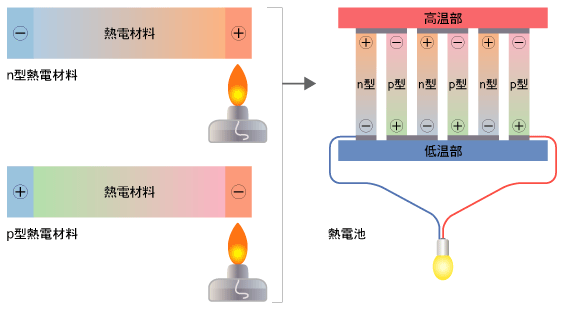 − 熱電材料 +
n型熱電材料
+ 熱電材料 −
p型熱電材料
高温部
+ − + − + −
n型 p型 n型 p型 n型 p型
− + − + − +
低温部
熱電池